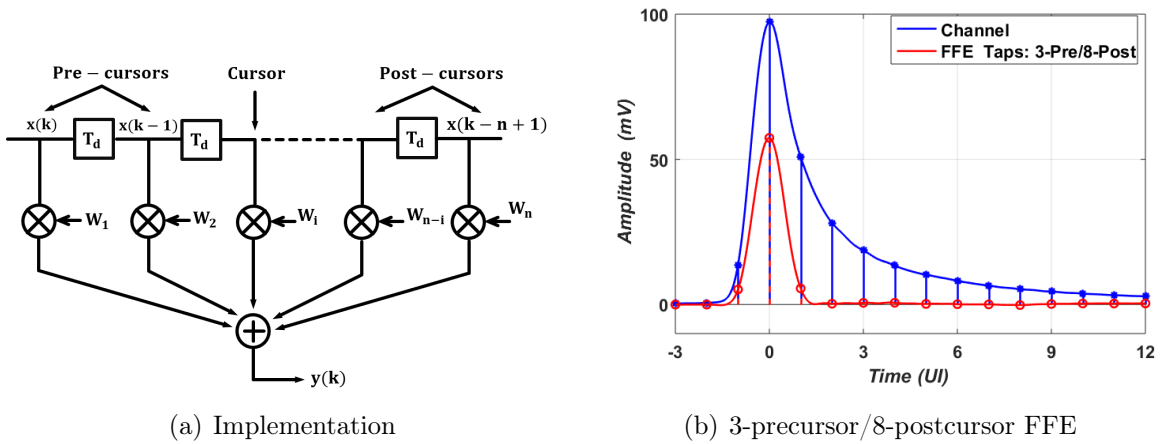 Pre − cursors Cursor Post − cursors
x(k) x(k − 1) x(k − n + 1)
T_d T_d T_d
W_1 W_2 W_i W_{n−i} W_n
y(k)
(a) Implementation
100
50
0
Amplitude (mV)
Channel
FFE Taps: 3-Pre/8-Post
-3 0 3 6 9 12
Time (UI)
(b) 3-precursor/8-postcursor FFE